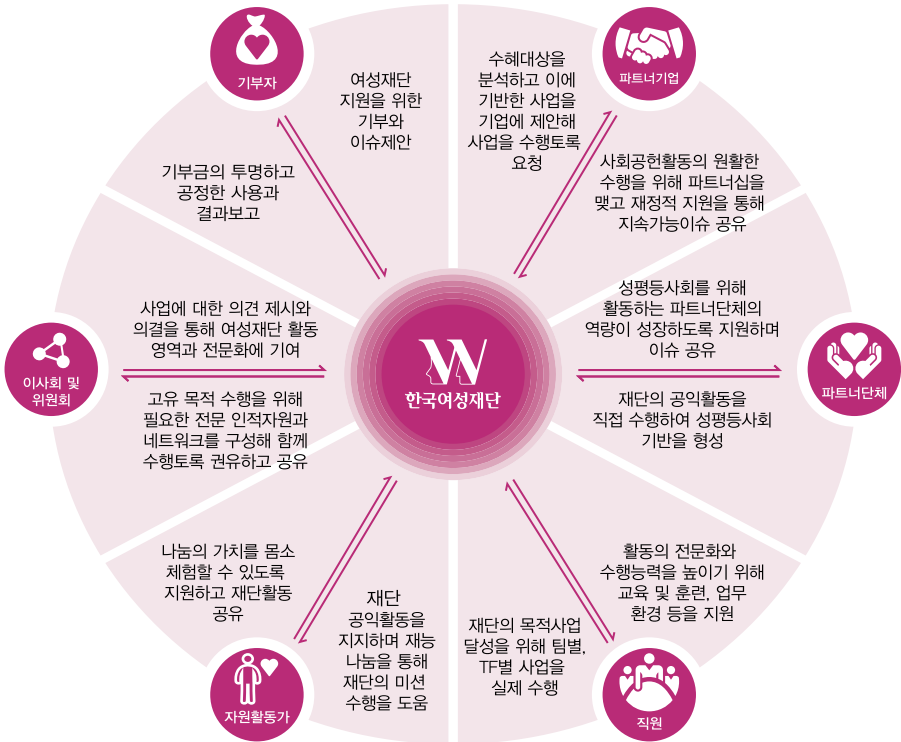 기부자
여성재단
지원을 위한
기부와
이슈제안
기부금의 투명하고
공정한 사용과
결과보고
파트너기업
수혜대상을
분석하고 이에
기반한 사업을
기업에 제안해
사업을 수행토록
요청
사회공헌활동의 원활한
수행을 위해 파트너십을
맺고 재정적 지원을 통해
지속가능이슈 공유
이사회 및
위원회
사업에 대한 의견 제시와
의결을 통해 여성재단 활동
영역과 전문화에 기여
고유 목적 수행을 위해
필요한 전문 인적자원과
네트워크를 구성해 함께
수행토록 권유하고 공유
한국여성재단
성평등사회를 위해
활동하는 파트너단체의
역량이 성장하도록 지원하며
이슈 공유
재단의 공익활동을
직접 수행하여 성평등사회
기반을 형성
파트너단체
나눔의 가치를 몸소
체험할 수 있도록
지원하고 재단활동
공유
재단
공익활동을
지지하며 재능
나눔을 통해
재단의 미션
수행을 도움
자원활동가
재단의 목적사업
달성을 위해 팀별,
TF별 사업을
실제 수행
활동의 전문화와
수행능력을 높이기 위해
교육 및 훈련, 업무
환경 등을 지원
직원